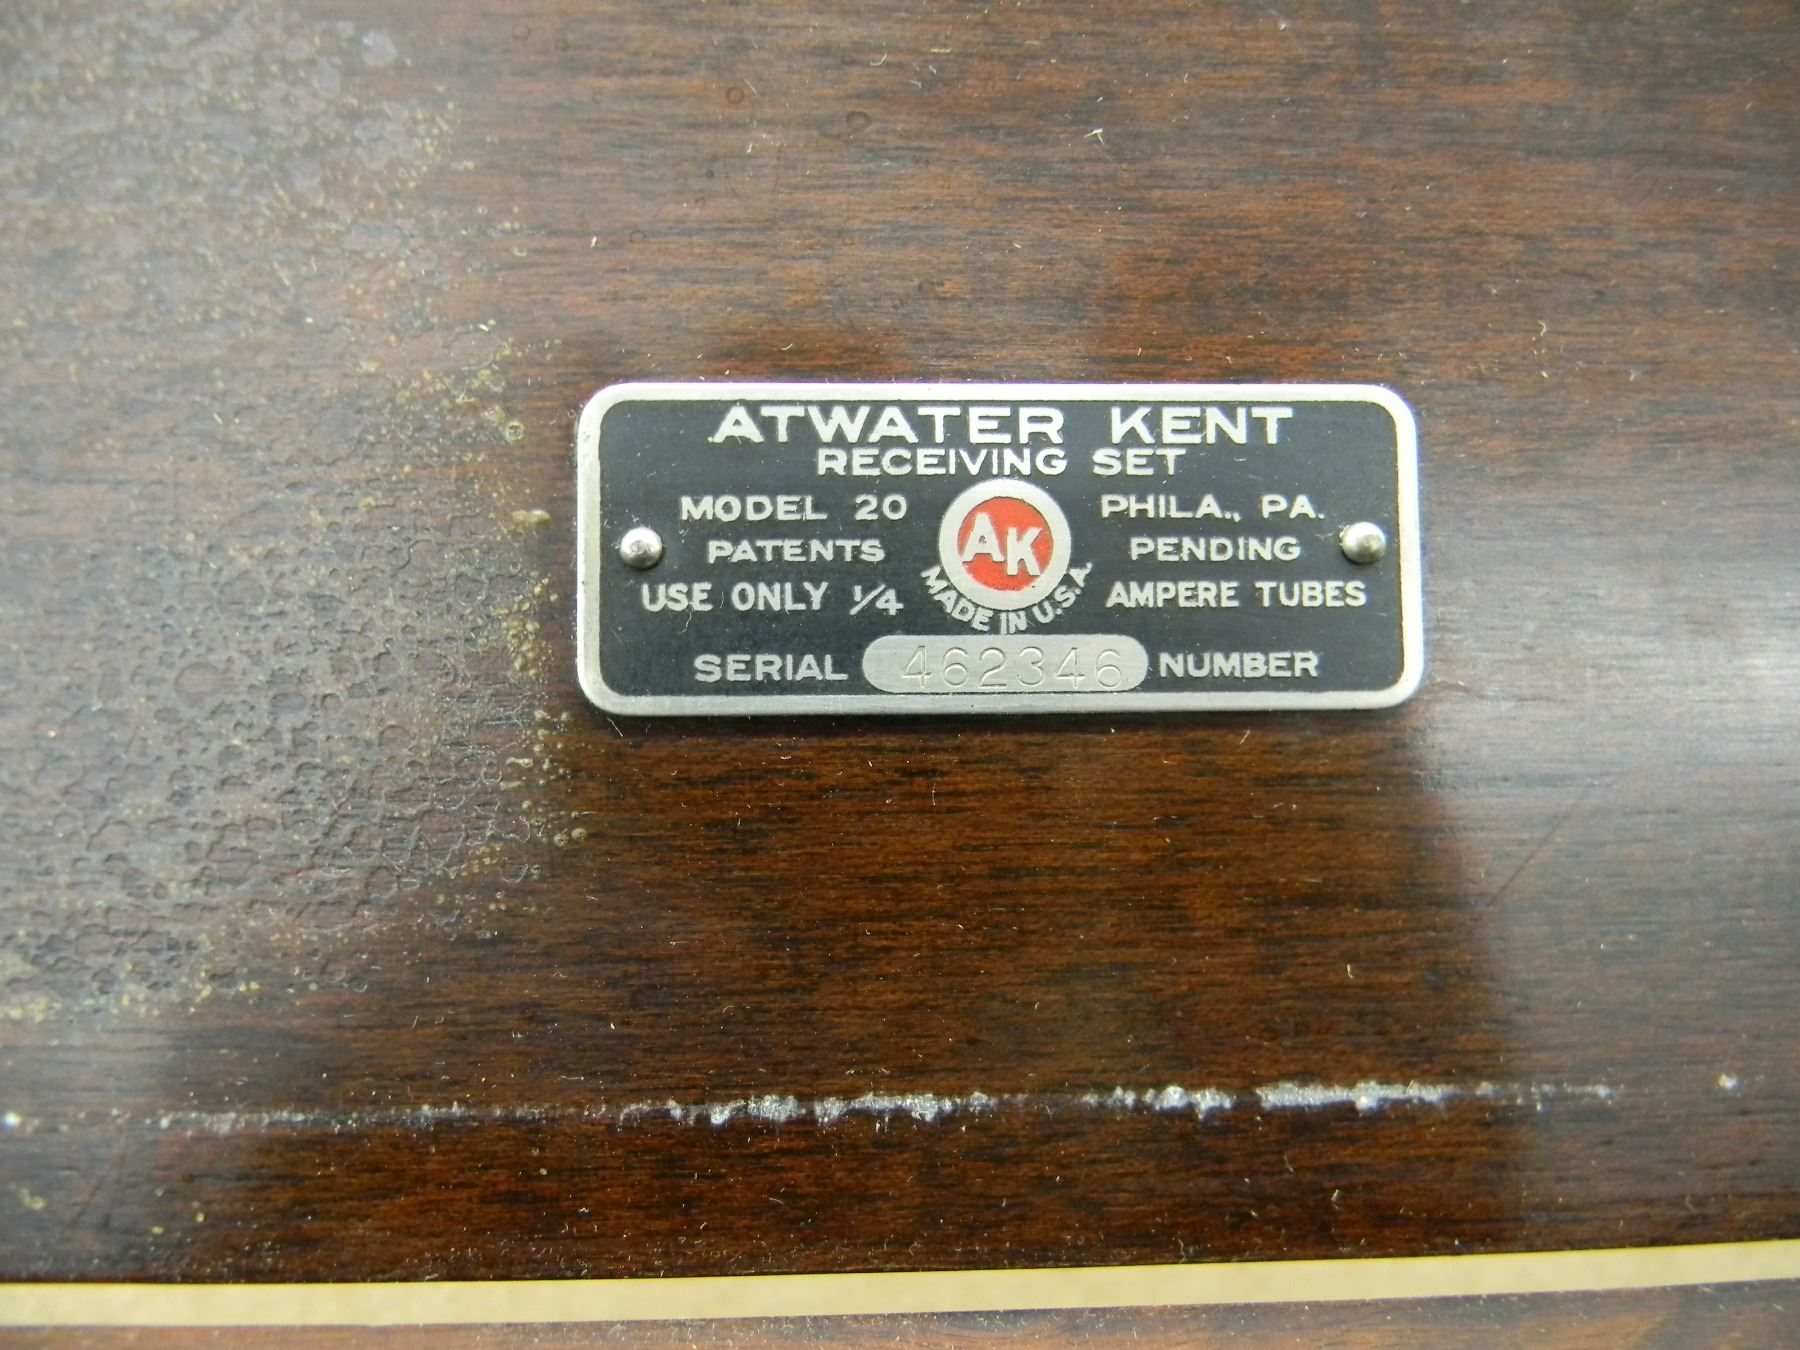 ATWATER KENT
RECEIVING SET
MODEL 20 AK PHILA., PA.
PATENTS PENDING
USE ONLY 1/4 AMPERE TUBES
MADE IN U.S.A.
SERIAL 462346 NUMBER